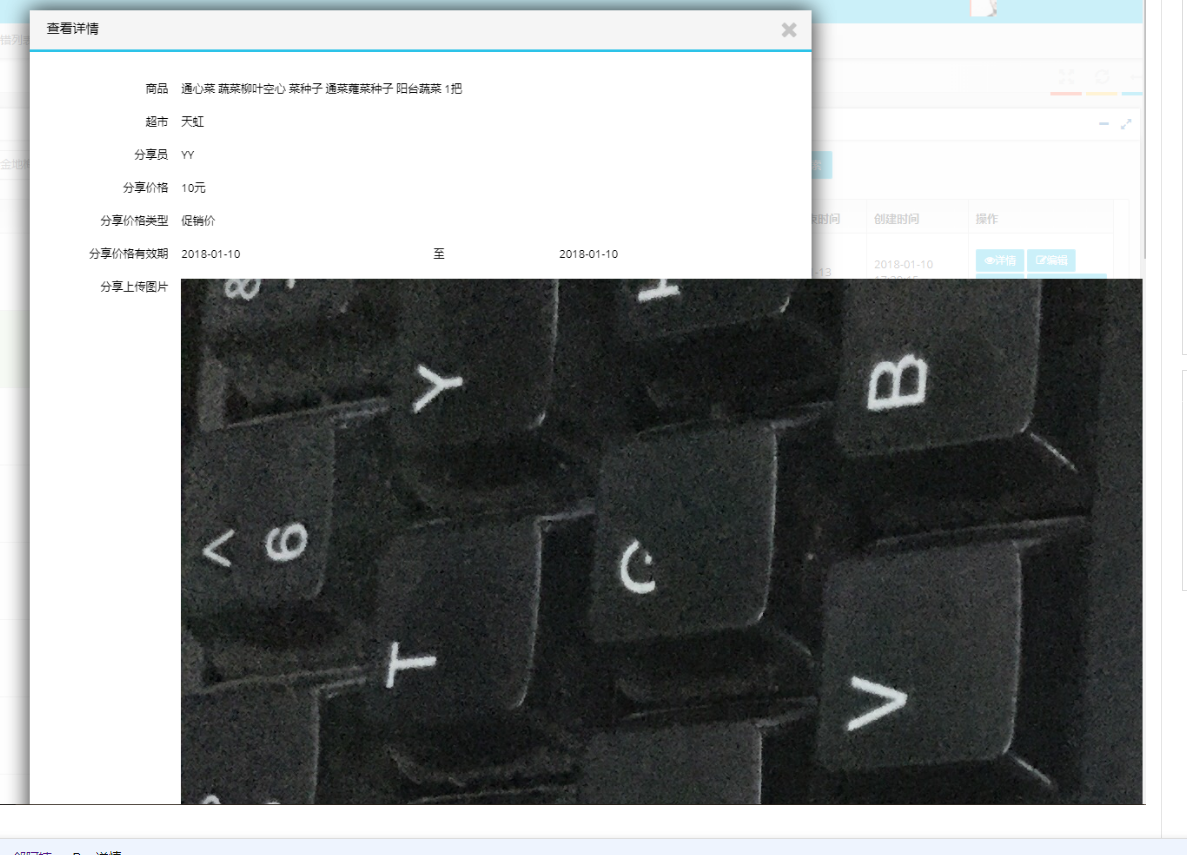 查看详情
商品 通心菜 蔬菜柳叶空心 菜种子 通菜蕹菜种子 阳台蔬菜 1把
超市 天虹
分享员 YY
分享价格 10元
分享价格类型 促销价
分享价格有效期 2018-01-10 至 2018-01-10
分享上传图片
创建时间 操作
2018-01-10 详情 编辑
8
Y
B
^ 6
T
V